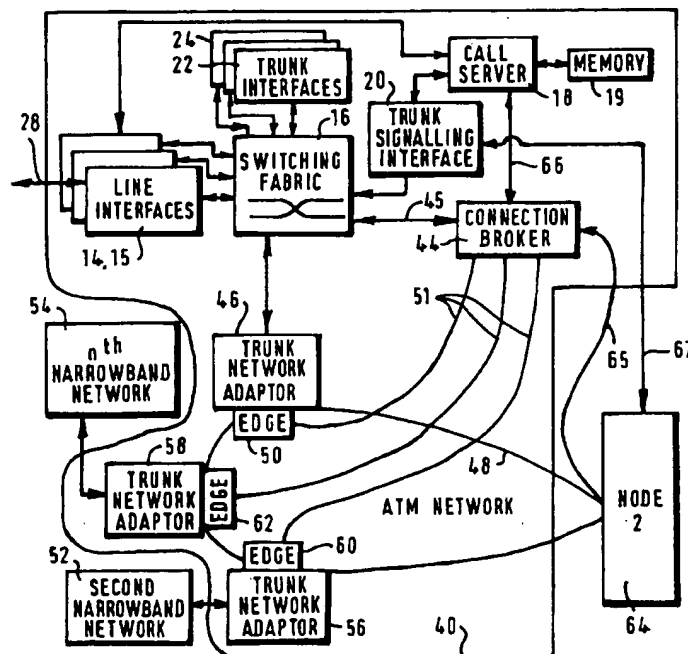 24
22
TRUNK
INTERFACES
20
CALL
SERVER
18
MEMORY
19
28
16
SWITCHING
FABRIC
TRUNK
SIGNALLING
INTERFACE
66
LINE
INTERFACES
14,15
45
44
CONNECTION
BROKER
54
nth
NARROWBAND
NETWORK
46
TRUNK
NETWORK
ADAPTOR
EDGE
50
51
65
67
58
TRUNK
NETWORK
ADAPTOR
EDGE
62
48
ATM NETWORK
NODE
2
64
52
SECOND
NARROWBAND
NETWORK
EDGE
60
TRUNK
NETWORK
ADAPTOR
56
40